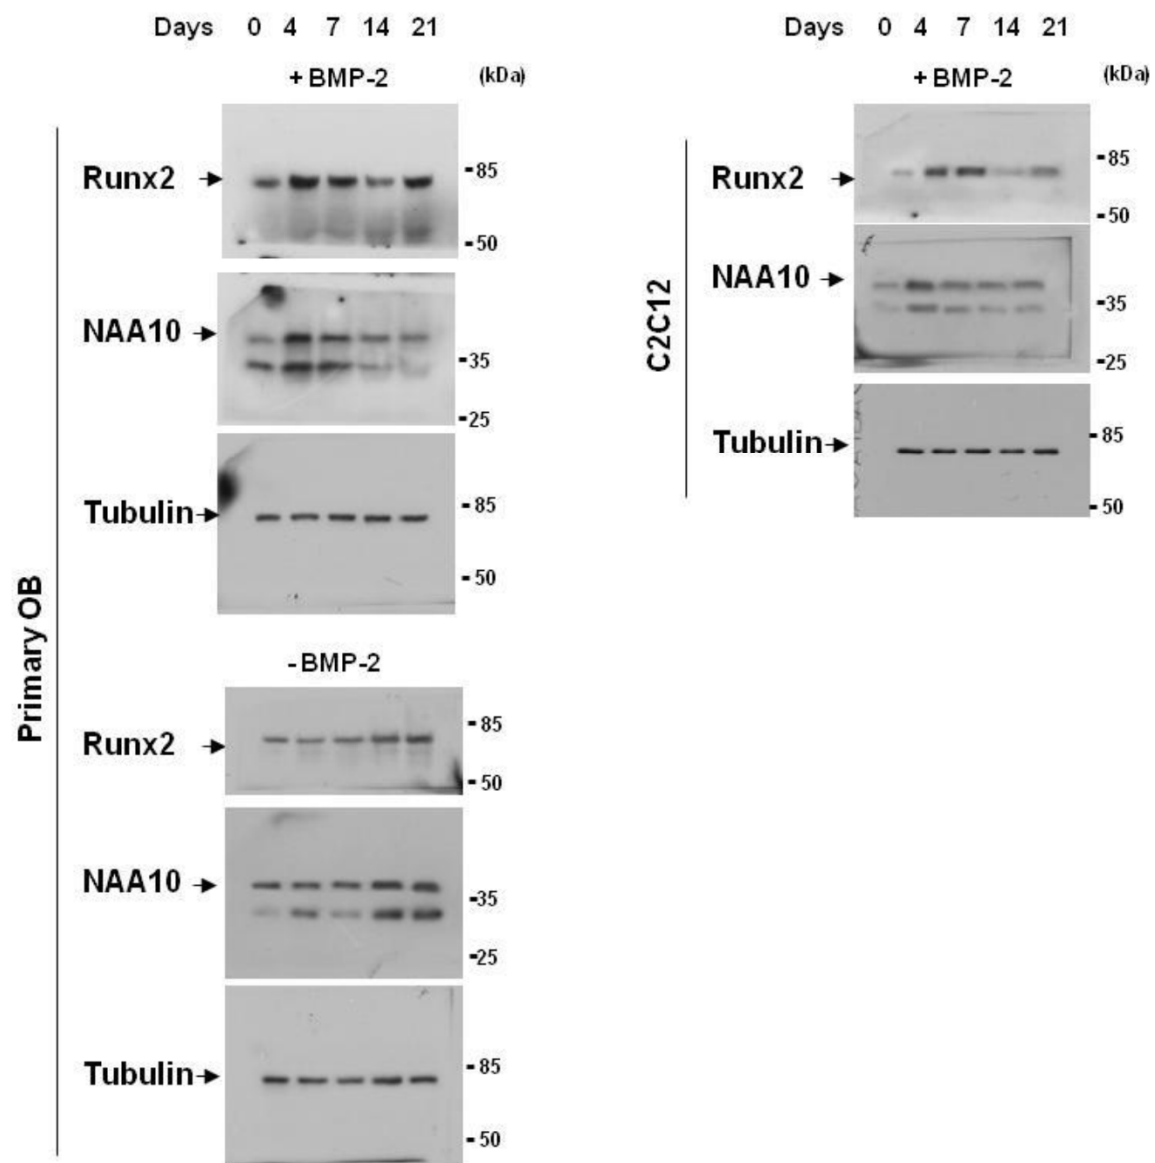 Days 0 4 7 14 21
+ BMP-2 (kDa)
Primary OB
Runx2
-85
-50
NAA10
-35
-25
Tubulin
-85
-50
-BMP-2
Runx2
-85
-50
NAA10
-35
-25
Tubulin
-85
-50
Days 0 4 7 14 21
+ BMP-2 (kDa)
C2C12
Runx2
-85
-50
NAA10
-35
-25
Tubulin
-85
-50